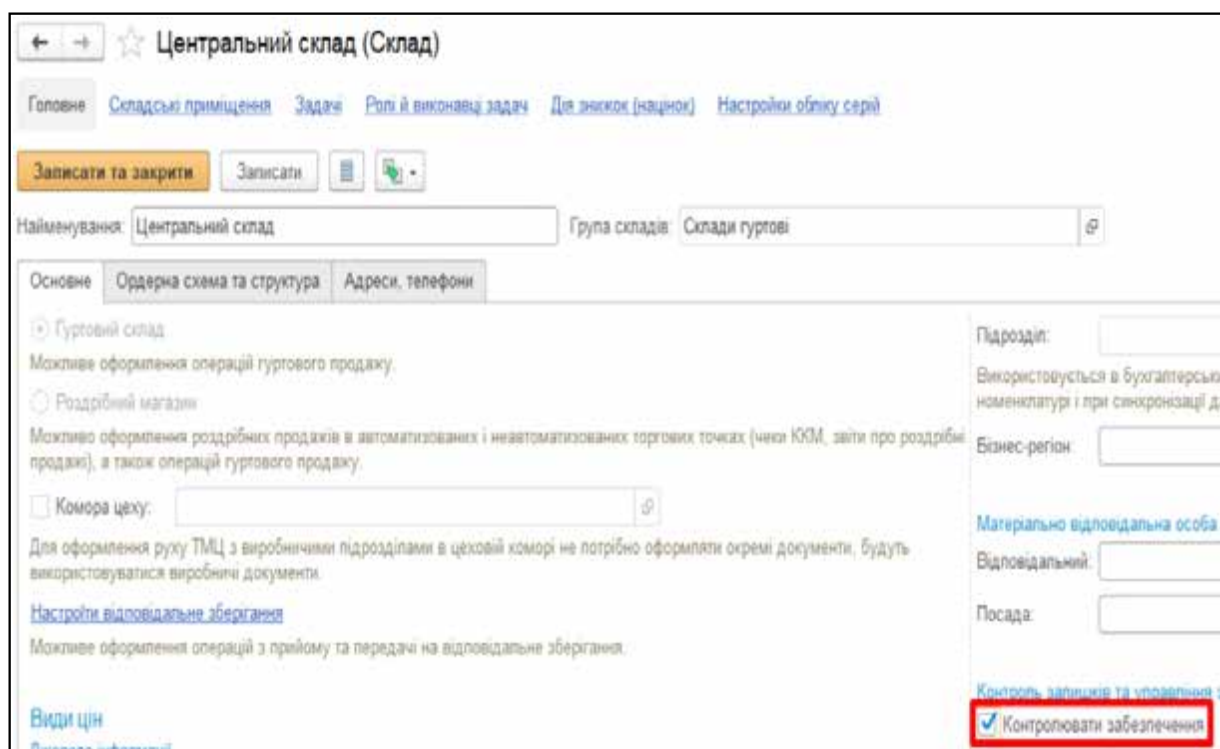 Центральний склад (Склад)
Головне Складські приміщення Задачі Ролі й виконавці задач Дія знижок (націнок) Настройки обліку серій
Записати та закрити Записати
Найменування: Центральний склад Група складів: Склади гуртові
Основне Ордерна схема та структура Адреси, телефони
Гуртовий склад
Можливе оформлення операцій гуртового продажу.
Роздрібний магазин
Можливо оформлення роздрібних продажів в автоматизованих і неавтоматизованих торгових точках (чеки ККМ, звіти про роздрібні
продажі), а також операцій гуртового продажу.
Комора цеху:
Для оформлення руху ТМЦ з виробничими підрозділами в цеховій коморі не потрібно оформляти окремі документи, будуть
використовуватися виробничі документи.
Настроїти відповідальне зберігання
Можливе оформлення операцій з прийому та передачі на відповідальне зберігання.
Види цін
Підрозділ:
Використовується в бухгалтерськ
номенклатурі і при синхронізації д
Бізнес-регіон:
Матеріально відповідальна особа
Відповідальний:
Посада:
Контроль залишків та управління
Контролювати забезпечення